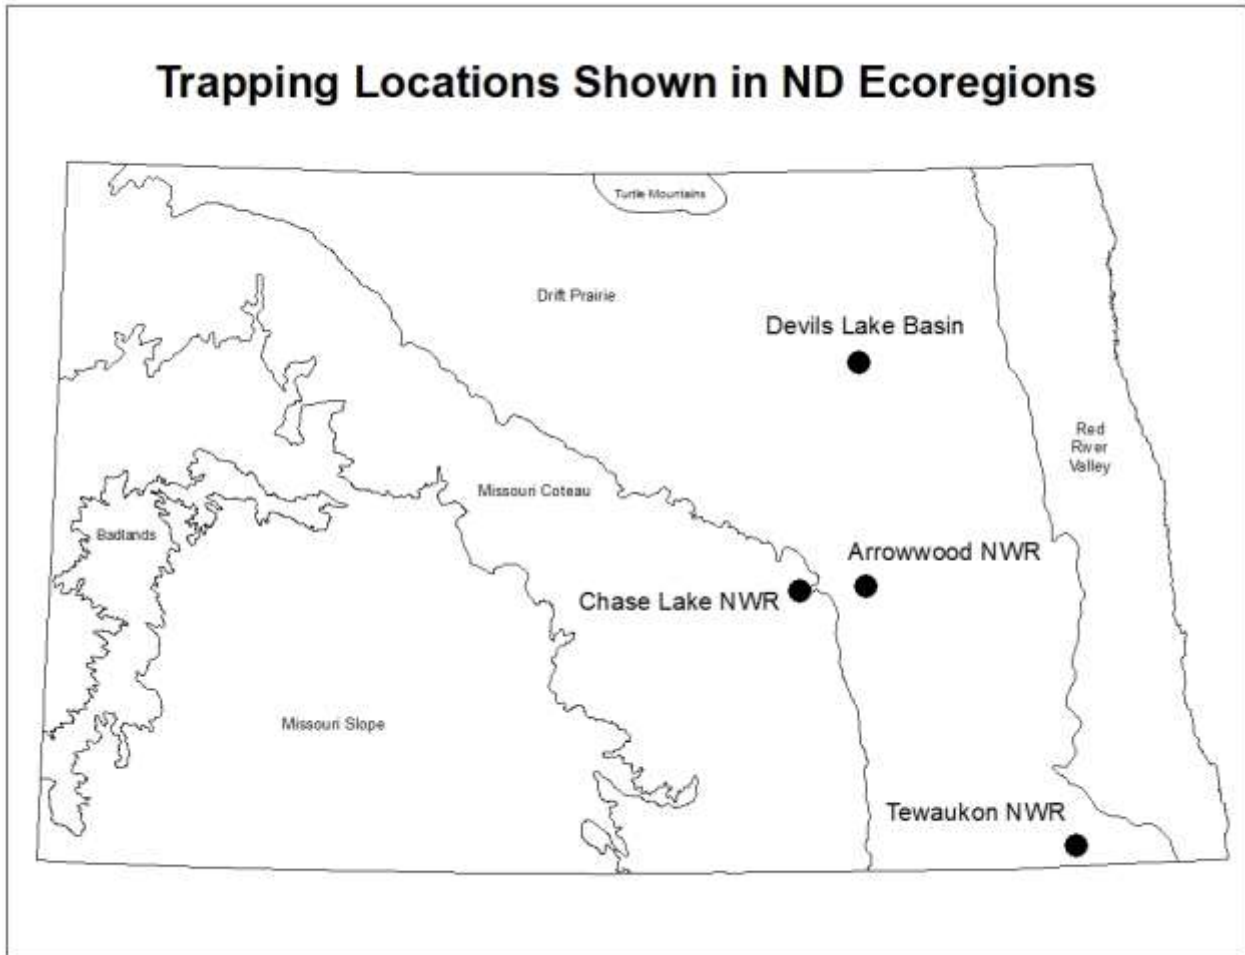 Trapping Locations Shown in ND Ecoregions
Turtle Mountains
Drift Prairie
Devils Lake Basin
Red
River
Valley
Missouri Coteau
Badlands
Arrowwood NWR
Chase Lake NWR
Missouri Slope
Tewaukon NWR